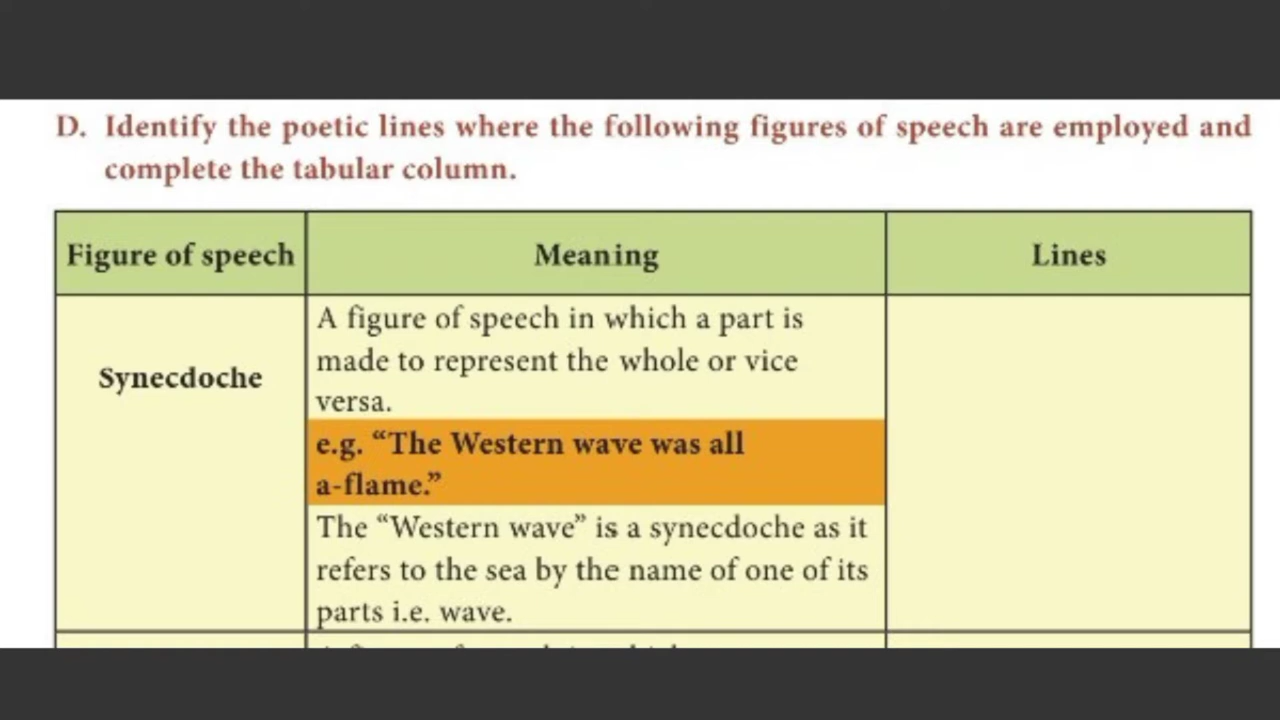 D. Identify the poetic lines where the following figures of speech are employed and
complete the tabular column.
Figure of speech Meaning Lines
Synecdoche
A figure of speech in which a part is
made to represent the whole or vice
versa.
e.g. “The Western wave was all
a-flame.”
The “Western wave” is a synecdoche as it
refers to the sea by the name of one of its
parts i.e. wave.